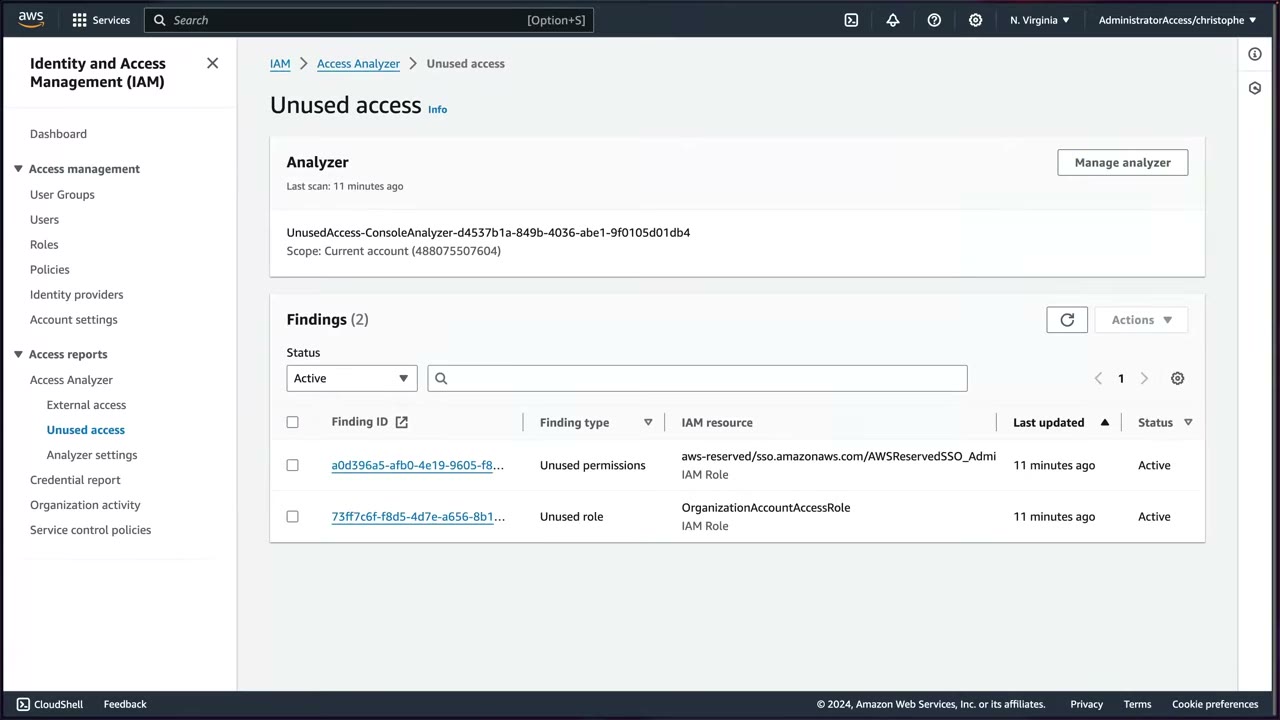 aws
Services
Search
[Option+S]
N. Virginia
AdministratorAccess/christophe
Identity and Access
Management (IAM)
Dashboard
Access management
User Groups
Users
Roles
Policies
Identity providers
Account settings
Access reports
Access Analyzer
External access
Unused access
Analyzer settings
Credential report
Organization activity
Service control policies
IAM
Access Analyzer
Unused access
Unused access
Info
Analyzer
Last scan: 11 minutes ago
Manage analyzer
UnusedAccess-ConsoleAnalyzer-d4537b1a-849b-4036-abe1-9f0105d01db4
Scope: Current account (488075507604)
Findings (2)
Actions
Status
Active
1
Finding ID
Finding type
IAM resource
Last updated
Status
a0d396a5-afb0-4e19-9605-f8...
Unused permissions
aws-reserved/sso.amazonaws.com/AWSReservedSSO_Admi
IAM Role
11 minutes ago
Active
73ff7c6f-f8d5-4d7e-a656-8b1...
Unused role
OrganizationAccountAccessRole
IAM Role
11 minutes ago
Active
CloudShell
Feedback
© 2024, Amazon Web Services, Inc. or its affiliates.
Privacy
Terms
Cookie preferences